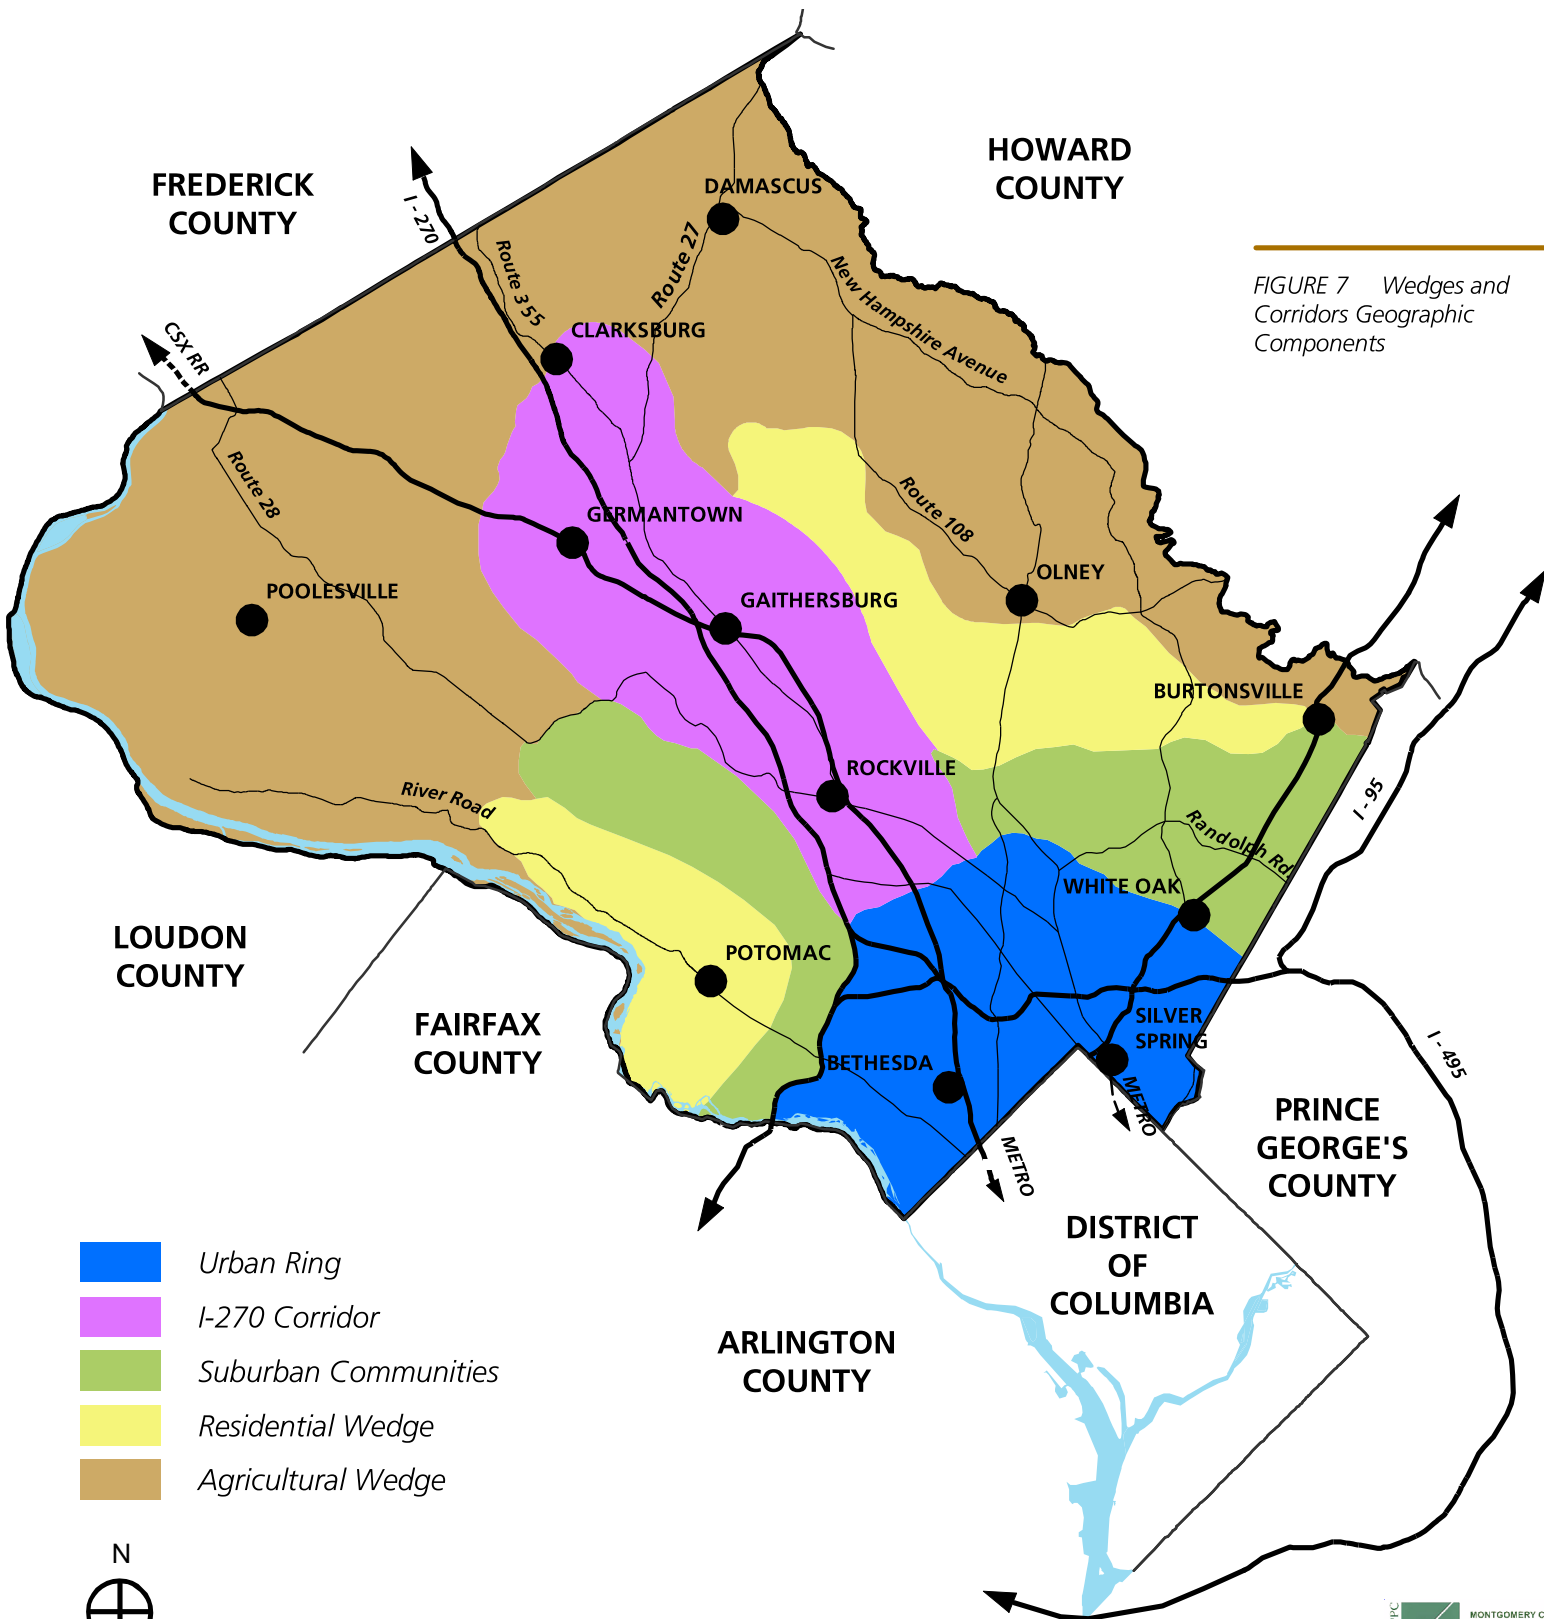 HOWARD
COUNTY
FREDERICK
COUNTY
DAMASCUS
I - 270
Route 355
Route 27
New Hampshire Avenue
FIGURE 7 Wedges and
Corridors Geographic
Components
CSX RR
CLARKSBURG
Route 28
GERMANTOWN
Route 108
OLNEY
POOLESVILLE
GAITHERSBURG
BURTONSVILLE
ROCKVILLE
River Road
I - 95
Randolph Rd
WHITE OAK
LOUDON
COUNTY
POTOMAC
FAIRFAX
COUNTY
SILVER
SPRING
BETHESDA
I - 495
METRO
METRO
PRINCE
GEORGE'S
COUNTY
DISTRICT
OF
COLUMBIA
ARLINGTON
COUNTY
Urban Ring
I-270 Corridor
Suburban Communities
Residential Wedge
Agricultural Wedge
N
MONTGOMERY C